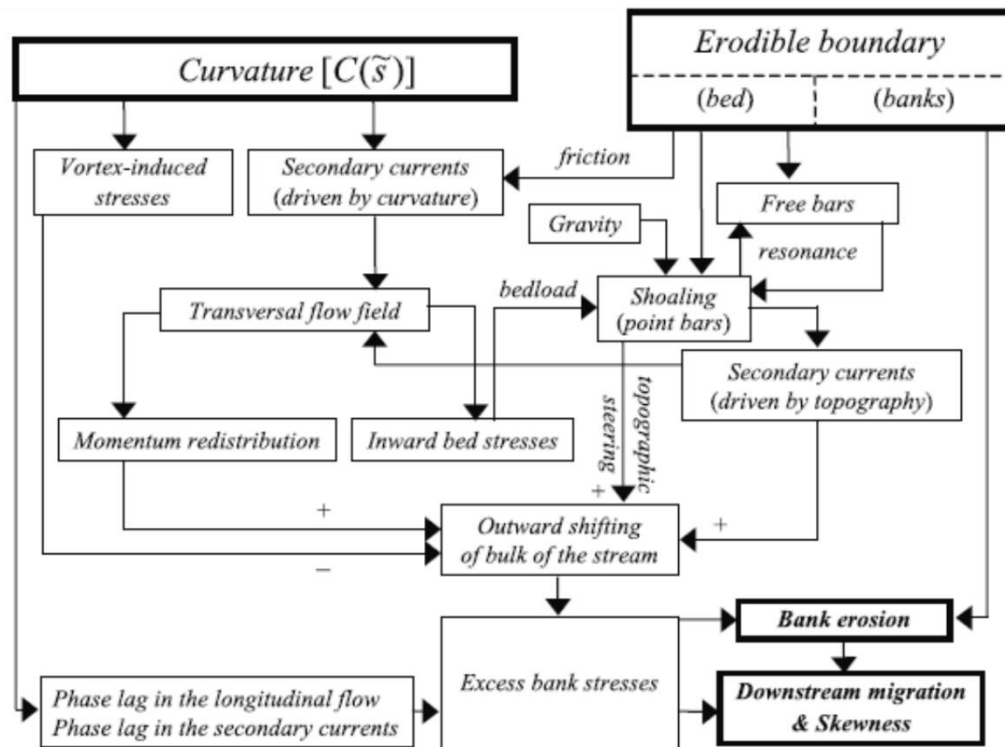 Curvature [C(s̃)]
Erodible boundary
(bed)
(banks)
Vortex-induced
stresses
Secondary currents
(driven by curvature)
friction
Free bars
Gravity
resonance
bedload
Shoaling
(point bars)
Transversal flow field
Secondary currents
(driven by topography)
Momentum redistribution
Inward bed stresses
topographic
steering
+
+
+
Outward shifting
of bulk of the stream
–
Bank erosion
Excess bank stresses
Phase lag in the longitudinal flow
Phase lag in the secondary currents
Downstream migration
& Skewness